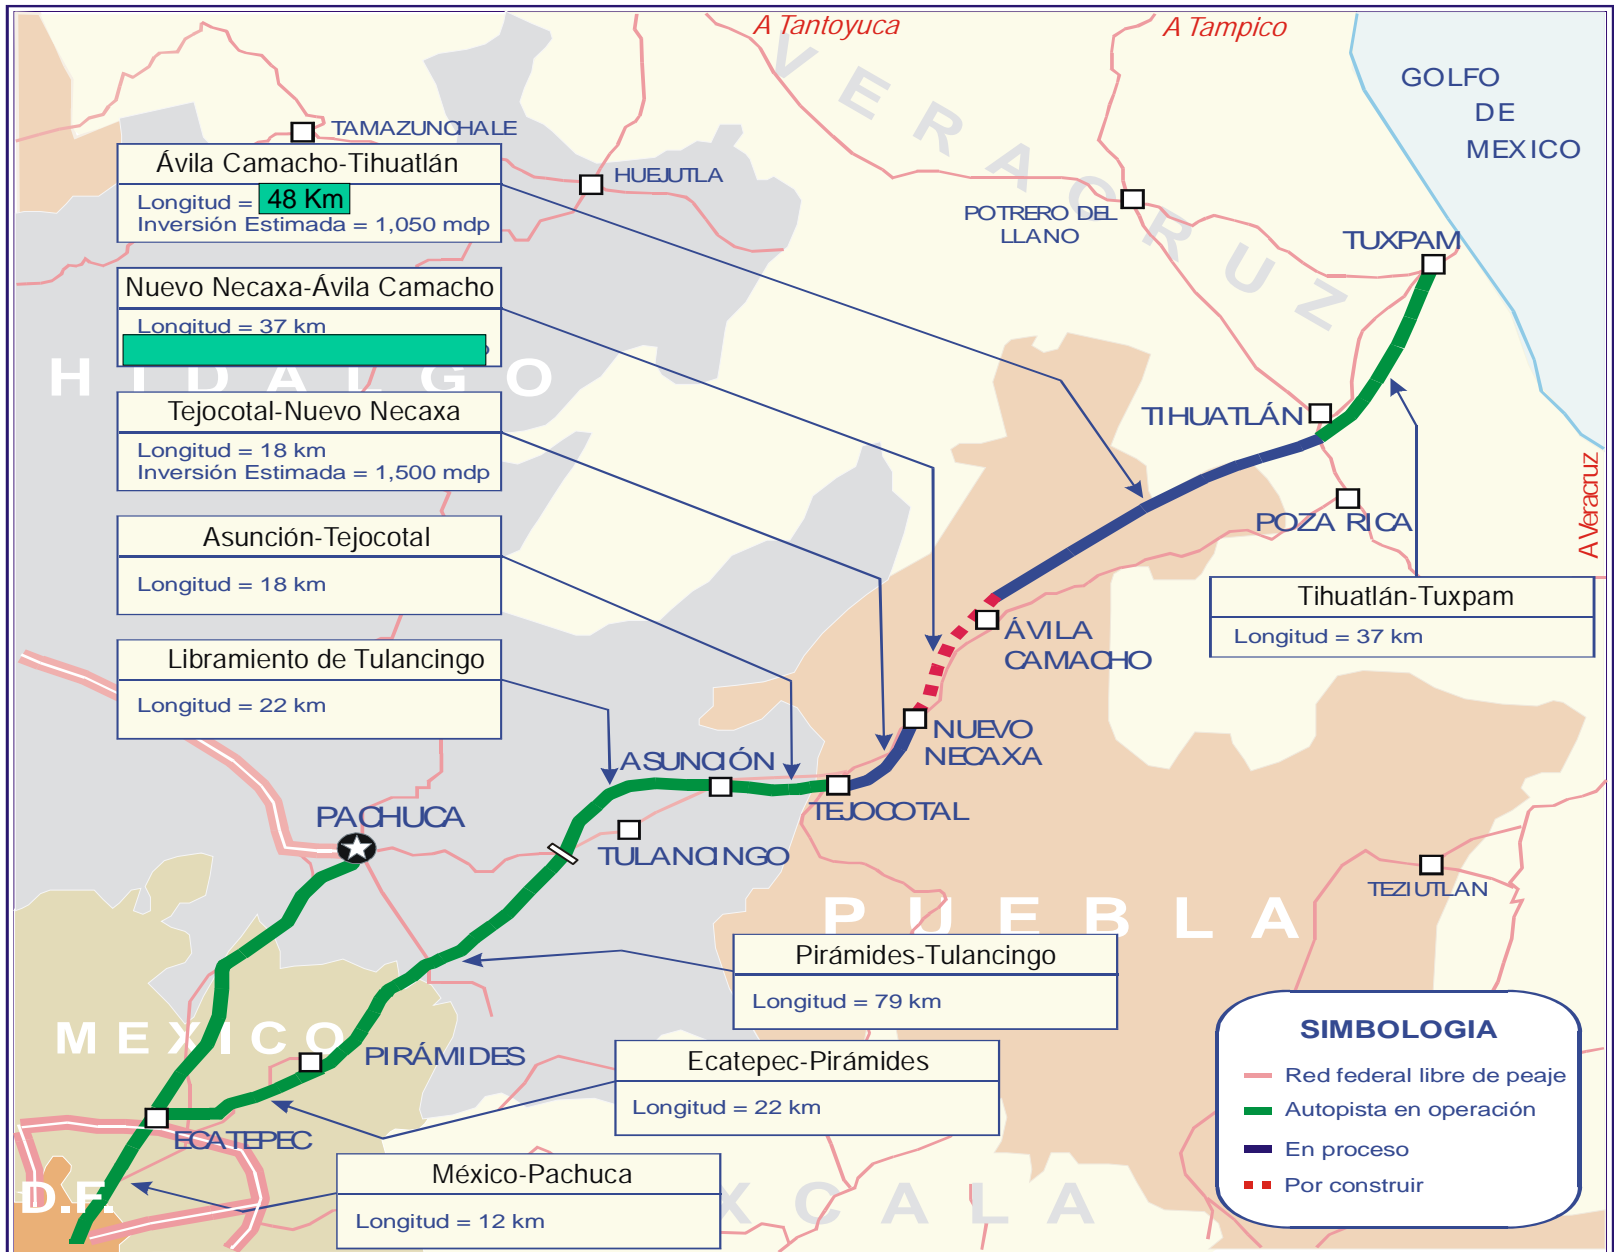 A Tantoyuca
A Tampico
VERACRUZ
GOLFO
DE
MEXICO
TAMAZUNCHALE
Ávila Camacho-Tihuatlán
Longitud = 48 Km
Inversión Estimada = 1,050 mdp
HUEJUTLA
POTRERO DEL
LLANO
TUXPAM
Nuevo Necaxa-Ávila Camacho
Longitud = 37 km
HIDALGO
Tejocotal-Nuevo Necaxa
Longitud = 18 km
Inversión Estimada = 1,500 mdp
TIHUATLÁN
POZA RICA
A Veracruz
Asunción-Tejocotal
Longitud = 18 km
Tihuatlán-Tuxpam
Longitud = 37 km
ÁVILA
CAMACHO
Libramiento de Tulancingo
Longitud = 22 km
NUEVO
NECAXA
ASUNCIÓN
TEJOCOTAL
PACHUCA
TULANCINGO
TEZIUTLAN
PUEBLA
Pirámides-Tulancingo
Longitud = 79 km
MEXICO
PIRÁMIDES
Ecatepec-Pirámides
Longitud = 22 km
ECATEPEC
México-Pachuca
Longitud = 12 km
D.F.
XCALA
SIMBOLOGIA
Red federal libre de peaje
Autopista en operación
En proceso
Por construir